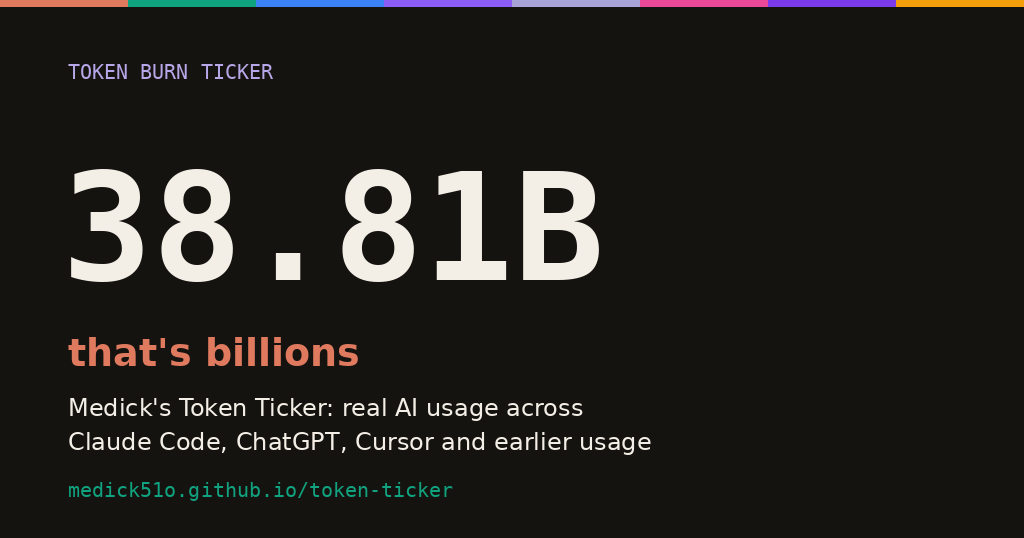 TOKEN BURN TICKER
38.81B
that's billions
Medick's Token Ticker: real AI usage across
Claude Code, ChatGPT, Cursor and earlier usage
medick51o.github.io/token-ticker